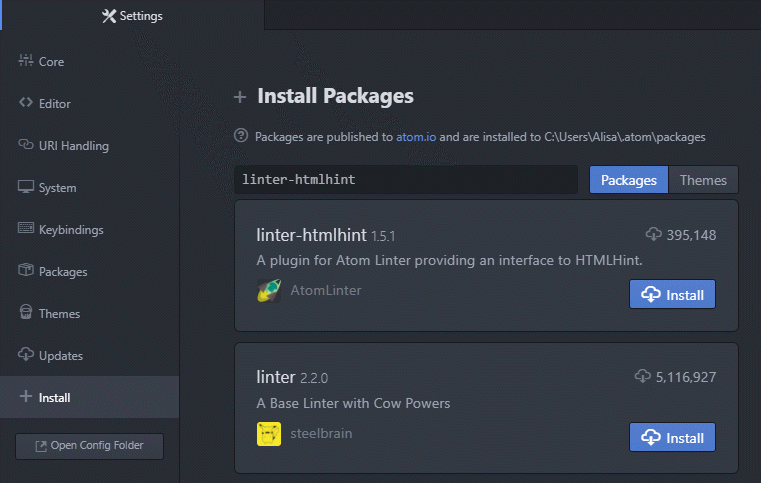 Settings
Core
Editor
URI Handling
System
Keybindings
Packages
Themes
Updates
Install
Open Config Folder
Install Packages
Packages are published to atom.io and are installed to C:\Users\Alisa\.atom\packages
linter-htmlhint
Packages Themes
linter-htmlhint 1.5.1 395,148
A plugin for Atom Linter providing an interface to HTMLHint.
AtomLinter Install
linter 2.2.0 5,116,927
A Base Linter with Cow Powers
steelbrain Install